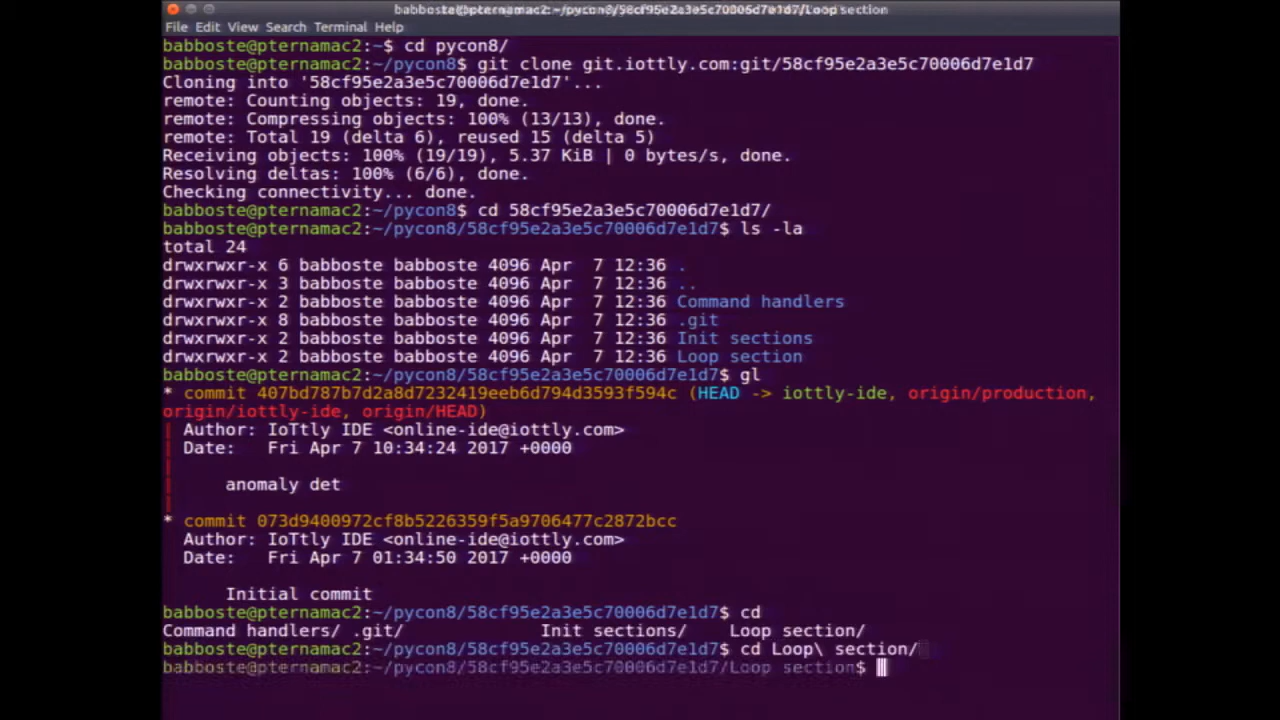 babboste@pternamac2: ~/pycon8/58cf95e2a3e5c70006d7e1d7/Loop section
File Edit View Search Terminal Help
babboste@pternamac2:~$ cd pycon8/
babboste@pternamac2:~/pycon8$ git clone git.iottly.com:git/58cf95e2a3e5c70006d7e1d7
Cloning into '58cf95e2a3e5c70006d7e1d7'...
remote: Counting objects: 19, done.
remote: Compressing objects: 100% (13/13), done.
remote: Total 19 (delta 6), reused 15 (delta 5)
Receiving objects: 100% (19/19), 5.37 KiB | 0 bytes/s, done.
Resolving deltas: 100% (6/6), done.
Checking connectivity... done.
babboste@pternamac2:~/pycon8$ cd 58cf95e2a3e5c70006d7e1d7/
babboste@pternamac2:~/pycon8/58cf95e2a3e5c70006d7e1d7$ ls -la
total 24
drwxrwxr-x 6 babboste babboste 4096 Apr  7 12:36 .
drwxrwxr-x 3 babboste babboste 4096 Apr  7 12:36 ..
drwxrwxr-x 2 babboste babboste 4096 Apr  7 12:36 Command handlers
drwxrwxr-x 8 babboste babboste 4096 Apr  7 12:36 .git
drwxrwxr-x 2 babboste babboste 4096 Apr  7 12:36 Init sections
drwxrwxr-x 2 babboste babboste 4096 Apr  7 12:36 Loop section
babboste@pternamac2:~/pycon8/58cf95e2a3e5c70006d7e1d7$ gl
* commit 407bd787b7d2a8d7232419eeb6d794d3593f594c (HEAD -> iottly-ide, origin/production,
origin/iottly-ide, origin/HEAD)
| Author: IoTtly IDE <online-ide@iottly.com>
| Date:   Fri Apr 7 10:34:24 2017 +0000
|
|     anomaly det
|
* commit 073d9400972cf8b5226359f5a9706477c2872bcc
  Author: IoTtly IDE <online-ide@iottly.com>
  Date:   Fri Apr 7 01:34:50 2017 +0000
      Initial commit
babboste@pternamac2:~/pycon8/58cf95e2a3e5c70006d7e1d7$ cd
Command handlers/ .git/             Init sections/    Loop section/
babboste@pternamac2:~/pycon8/58cf95e2a3e5c70006d7e1d7$ cd Loop\ section/
babboste@pternamac2:~/pycon8/58cf95e2a3e5c70006d7e1d7/Loop section$